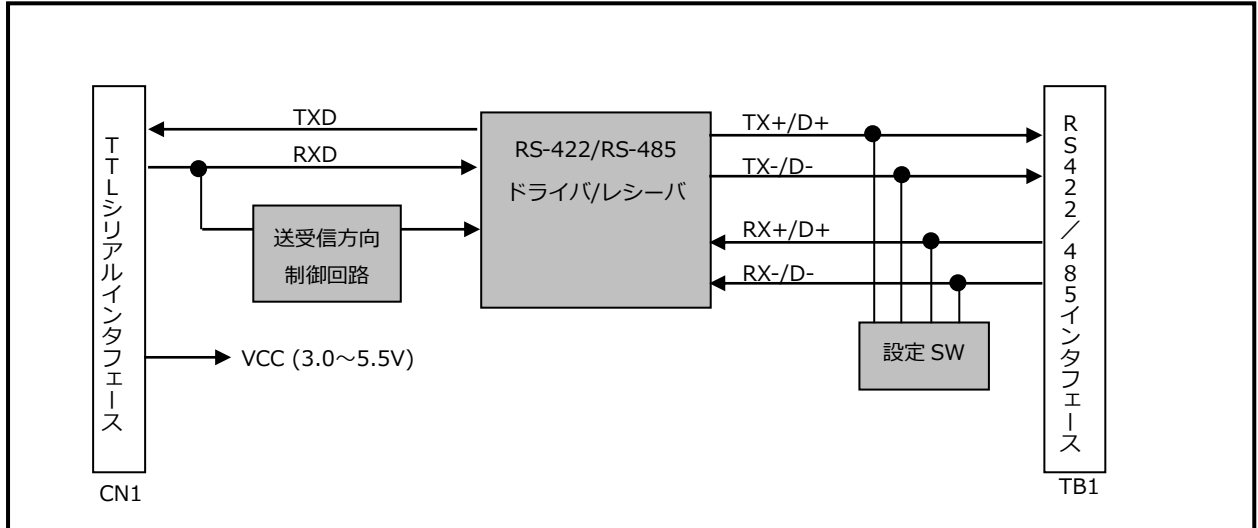 TTLシリアルインタフェース
CN1
TXD
RXD
送受信方向
制御回路
VCC (3.0～5.5V)
RS-422/RS-485
ドライバ/レシーバ
TX+/D+
TX-/D-
RX+/D+
RX-/D-
設定 SW
RS422／485インタフェース
TB1